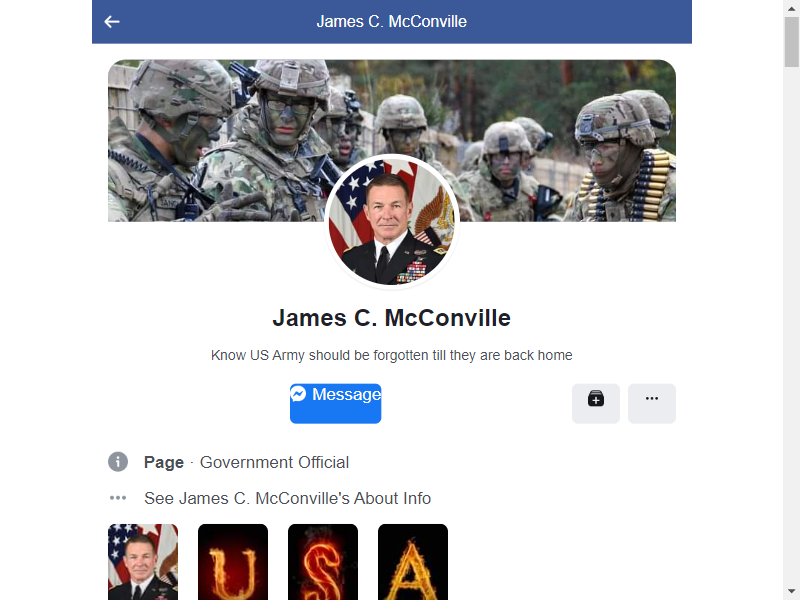 James C. McConville
James C. McConville
Know US Army should be forgotten till they are back home
Message
Page · Government Official
See James C. McConville's About Info
U S A